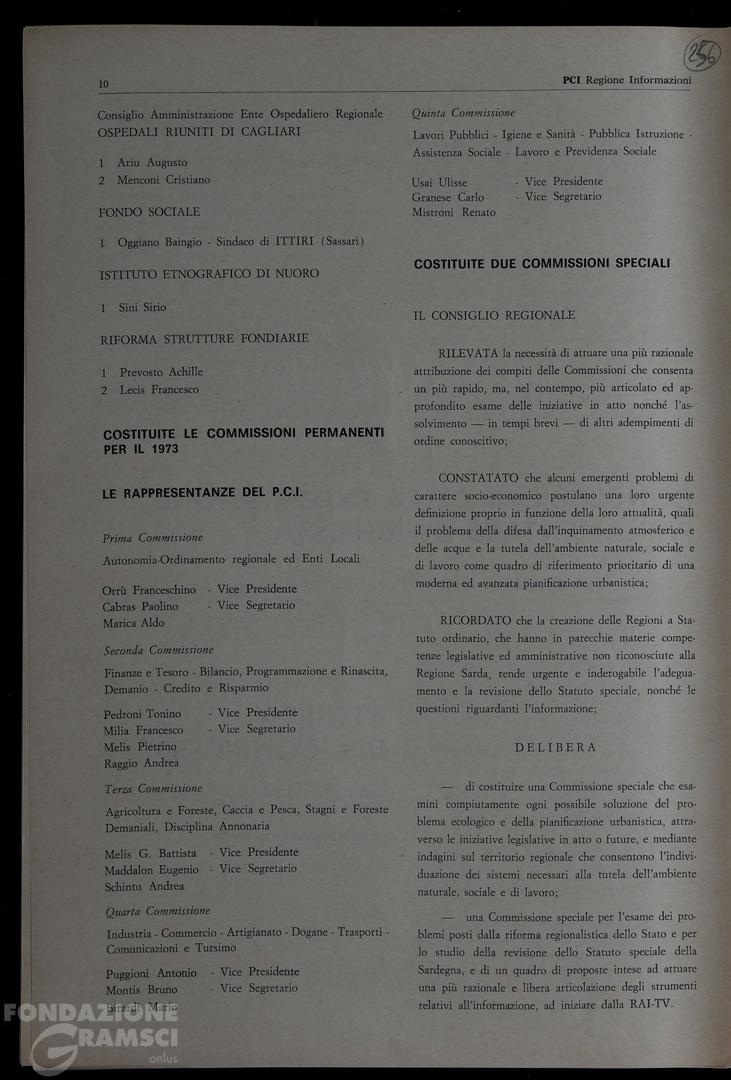 256
10
PCI Regione Informazioni
Consiglio Amministrazione Ente Ospedaliero Regionale
OSPEDALI RIUNITI DI CAGLIARI
1 Ariu Augusto
2 Menconi Cristiano
FONDO SOCIALE
1 Oggiano Baingio - Sindaco di ITTIRI (Sassari)
ISTITUTO ETNOGRAFICO DI NUORO
1 Sini Sirio
RIFORMA STRUTTURE FONDIARIE
1 Prevosto Achille
2 Lecis Francesco
COSTITUITE LE COMMISSIONI PERMANENTI
PER IL 1973
LE RAPPRESENTANZE DEL P.C.I.
Prima Commissione
Autonomia-Ordinamento regionale ed Enti Locali
Orrù Franceschino - Vice Presidente
Cabras Paolino - Vice Segretario
Marica Aldo
Seconda Commissione
Finanze e Tesoro - Bilancio, Programmazione e Rinascita,
Demanio - Credito e Risparmio
Pedroni Tonino - Vice Presidente
Milia Francesco - Vice Segretario
Melis Pietrino
Raggio Andrea
Terza Commissione
Agricoltura e Foreste, Caccia e Pesca, Stagni e Foreste
Demaniali, Disciplina Annonaria
Melis G. Battista - Vice Presidente
Maddalon Eugenio - Vice Segretario
Schintu Andrea
Quarta Commissione
Industria - Commercio - Artigianato - Dogane - Trasporti -
Comunicazioni e Tursimo
Puggioni Antonio - Vice Presidente
Montis Bruno - Vice Segretario
Birardi Mario
Quinta Commissione
Lavori Pubblici - Igiene e Sanità - Pubblica Istruzione -
Assistenza Sociale - Lavoro e Previdenza Sociale
Usai Ulisse - Vice Presidente
Granese Carlo - Vice Segretario
Mistroni Renato
COSTITUITE DUE COMMISSIONI SPECIALI
IL CONSIGLIO REGIONALE
RILEVATA la necessità di attuare una più razionale
attribuzione dei compiti delle Commissioni che consenta
un più rapido, ma, nel contempo, più articolato ed ap-
profondito esame delle iniziative in atto nonché l'as-
solvimento — in tempi brevi — di altri adempimenti di
ordine conoscitivo;
CONSTATATO che alcuni emergenti problemi di
carattere socio-economico postulano una loro urgente
definizione proprio in funzione della loro attualità, quali
il problema della difesa dall'inquinamento atmosferico e
delle acque e la tutela dell'ambiente naturale, sociale e
di lavoro come quadro di riferimento prioritario di una
moderna ed avanzata pianificazione urbanistica;
RICORDATO che la creazione delle Regioni a Sta-
tuto ordinario, che hanno in parecchie materie compe-
tenze legislative ed amministrative non riconosciute alla
Regione Sarda, rende urgente e inderogabile l'adegua-
mento e la revisione dello Statuto speciale, nonché le
questioni riguardanti l'informazione;
DELIBERA
— di costituire una Commissione speciale che esa-
mini compiutamente ogni possibile soluzione del pro-
blema ecologico e della pianificazione urbanistica, attra-
verso le iniziative legislative in atto o future, e mediante
indagini sul territorio regionale che consentono l'indivi-
duazione dei sistemi necessari alla tutela dell'ambiente
naturale, sociale e di lavoro;
— una Commissione speciale per l'esame dei pro-
blemi posti dalla riforma regionalistica dello Stato e per
lo studio della revisione dello Statuto speciale della
Sardegna, e di un quadro di proposte intese ad attuare
una più razionale e libera articolazione degli strumenti
relativi all'informazione, ad iniziare dalla RAI-TV.
FONDAZIONE
GRAMSCI
onlus